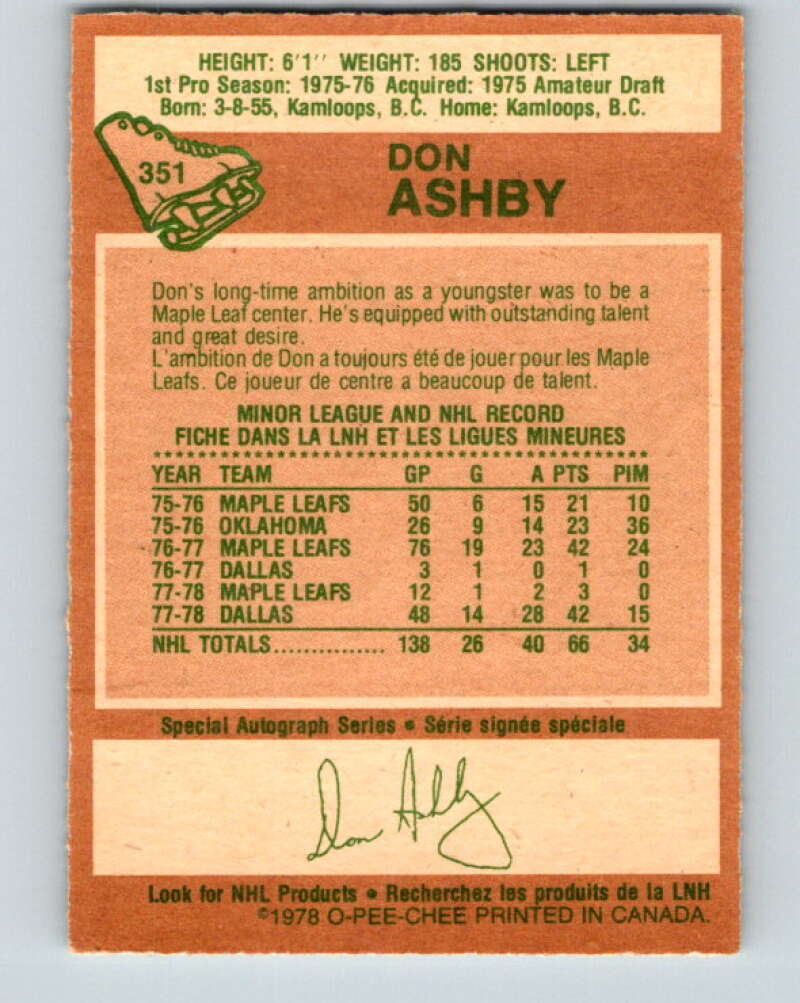 HEIGHT: 6'1'' WEIGHT: 185 SHOOTS: LEFT
1st Pro Season: 1975-76 Acquired: 1975 Amateur Draft
Born: 3-8-55, Kamloops, B.C. Home: Kamloops, B.C.
351
DON
ASHBY
Don's long-time ambition as a youngster was to be a
Maple Leaf center. He's equipped with outstanding talent
and great desire.
L'ambition de Don a toujours été de jouer pour les Maple
Leafs. Ce joueur de centre a beaucoup de talent.
MINOR LEAGUE AND NHL RECORD
FICHE DANS LA LNH ET LES LIGUES MINEURES
YEAR TEAM GP G A PTS PIM
75-76 MAPLE LEAFS 50 6 15 21 10
75-76 OKLAHOMA 26 9 14 23 36
76-77 MAPLE LEAFS 76 19 23 42 24
76-77 DALLAS 3 1 0 1 0
77-78 MAPLE LEAFS 12 1 2 3 0
77-78 DALLAS 48 14 28 42 15
NHL TOTALS............... 138 26 40 66 34
Special Autograph Series • Série signée spéciale
Don Ashby
Look for NHL Products • Recherchez les produits de la LNH
©1978 O-PEE-CHEE PRINTED IN CANADA.